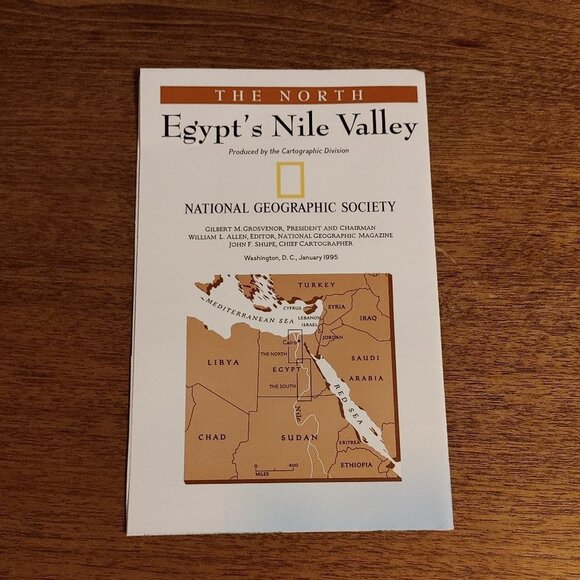 THE NORTH
Egypt's Nile Valley
Produced by the Cartographic Division
NATIONAL GEOGRAPHIC SOCIETY
GILBERT M. GROSVENOR, PRESIDENT AND CHAIRMAN
WILLIAM L. ALLEN, EDITOR, NATIONAL GEOGRAPHIC MAGAZINE
JOHN F. SHUPE, CHIEF CARTOGRAPHER
Washington, D. C., January 1995
TURKEY
CYPRUS
SYRIA
MEDITERRANEAN SEA
LEBANON
ISRAEL
IRAQ
JORDAN
Cairo
THE NORTH
LIBYA
EGYPT
SAUDI
ARABIA
THE SOUTH
RED SEA
Nile
CHAD
SUDAN
ERITREA
ETHIOPIA
0 400
MILES